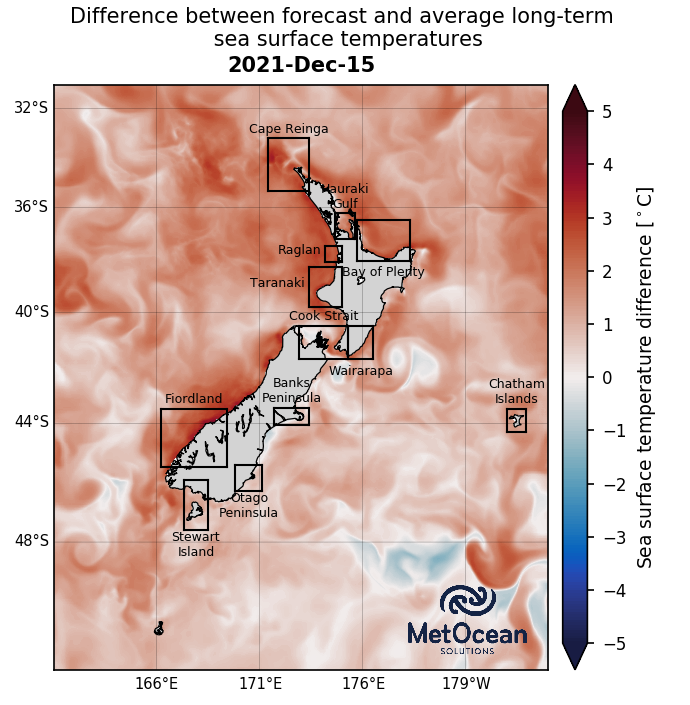 Difference between forecast and average long-term
sea surface temperatures
2021-Dec-15
32°S
36°S
40°S
44°S
48°S
166°E
171°E
176°E
179°W
Cape Reinga
Hauraki
Gulf
Raglan
Bay of Plenty
Taranaki
Cook Strait
Wairarapa
Banks
Peninsula
Fiordland
Chatham
Islands
Otago
Peninsula
Stewart
Island
MetOcean
SOLUTIONS
5
4
3
2
1
0
−1
−2
−3
−4
−5
Sea surface temperature difference [°C]